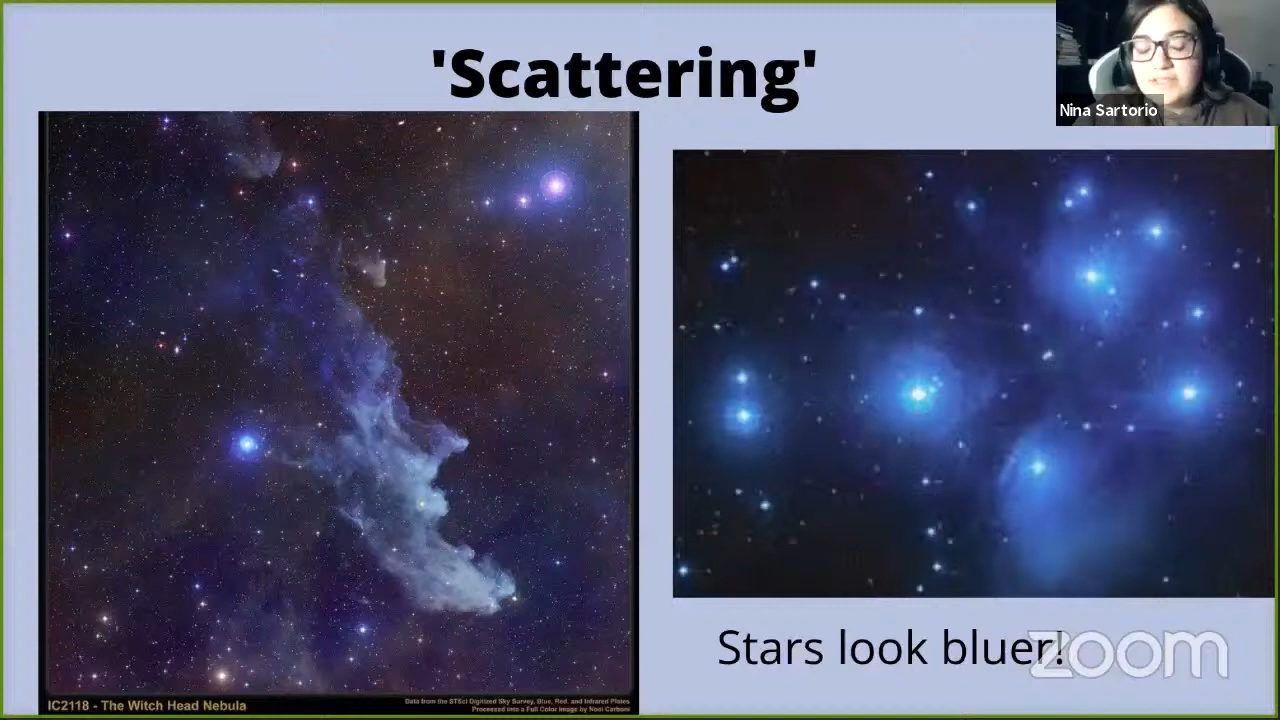 'Scattering'
Nina Sartorio
IC2118 - The Witch Head Nebula
Data from the STScI Digitized Sky Survey, Blue, Red, and Infrared Plates
Processed into a Full Color Image by Noel Carboni
Stars look bluer!
zoom